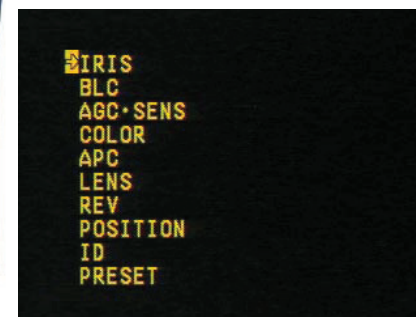 IRIS
BLC
AGC·SENS
COLOR
APC
LENS
REV
POSITION
ID
PRESET